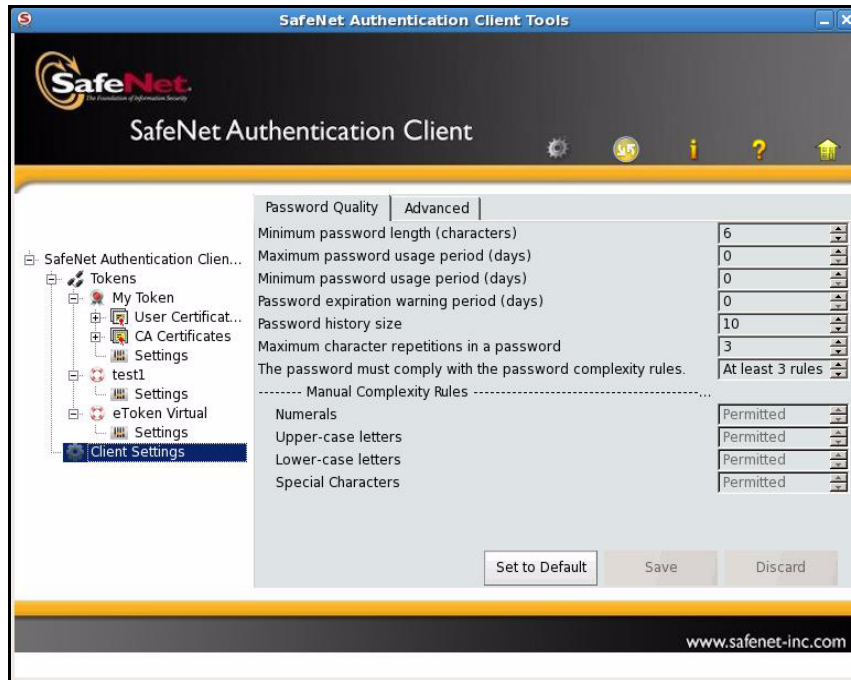 SafeNet Authentication Client Tools
SafeNet.
The Foundation of Information Security
SafeNet Authentication Client
Password Quality
Advanced
SafeNet Authentication Clien...
Tokens
My Token
User Certificat...
CA Certificates
Settings
test1
Settings
eToken Virtual
Settings
Client Settings
Minimum password length (characters) 6
Maximum password usage period (days) 0
Minimum password usage period (days) 0
Password expiration warning period (days) 0
Password history size 10
Maximum character repetitions in a password 3
The password must comply with the password complexity rules. At least 3 rules
-------- Manual Complexity Rules ----------------------------------------...
Numerals Permitted
Upper-case letters Permitted
Lower-case letters Permitted
Special Characters Permitted
Set to Default Save Discard
www.safenet-inc.com